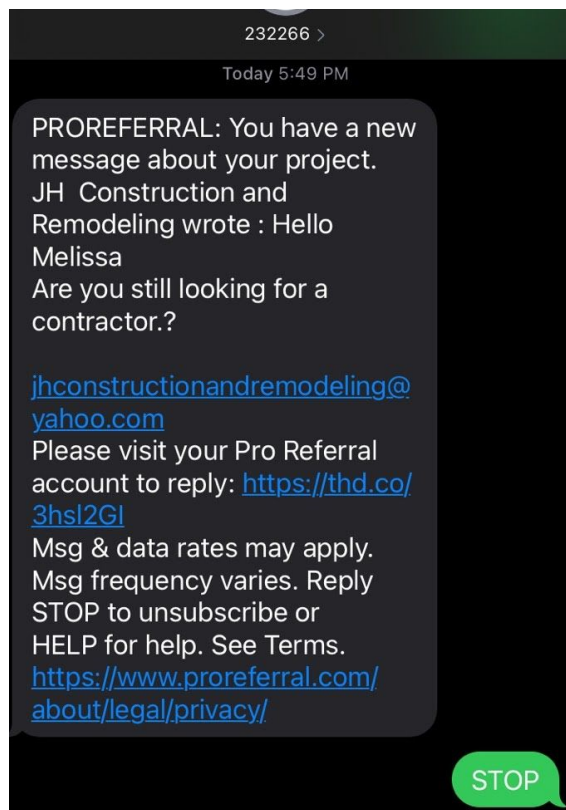 232266 >
Today 5:49 PM
PROREFERRAL: You have a new
message about your project.
JH  Construction and
Remodeling wrote : Hello
Melissa
Are you still looking for a
contractor.?
jhconstructionandremodeling@
yahoo.com
Please visit your Pro Referral
account to reply: https://thd.co/
3hsl2GI
Msg & data rates may apply.
Msg frequency varies. Reply
STOP to unsubscribe or
HELP for help. See Terms.
https://www.proreferral.com/
about/legal/privacy/
STOP